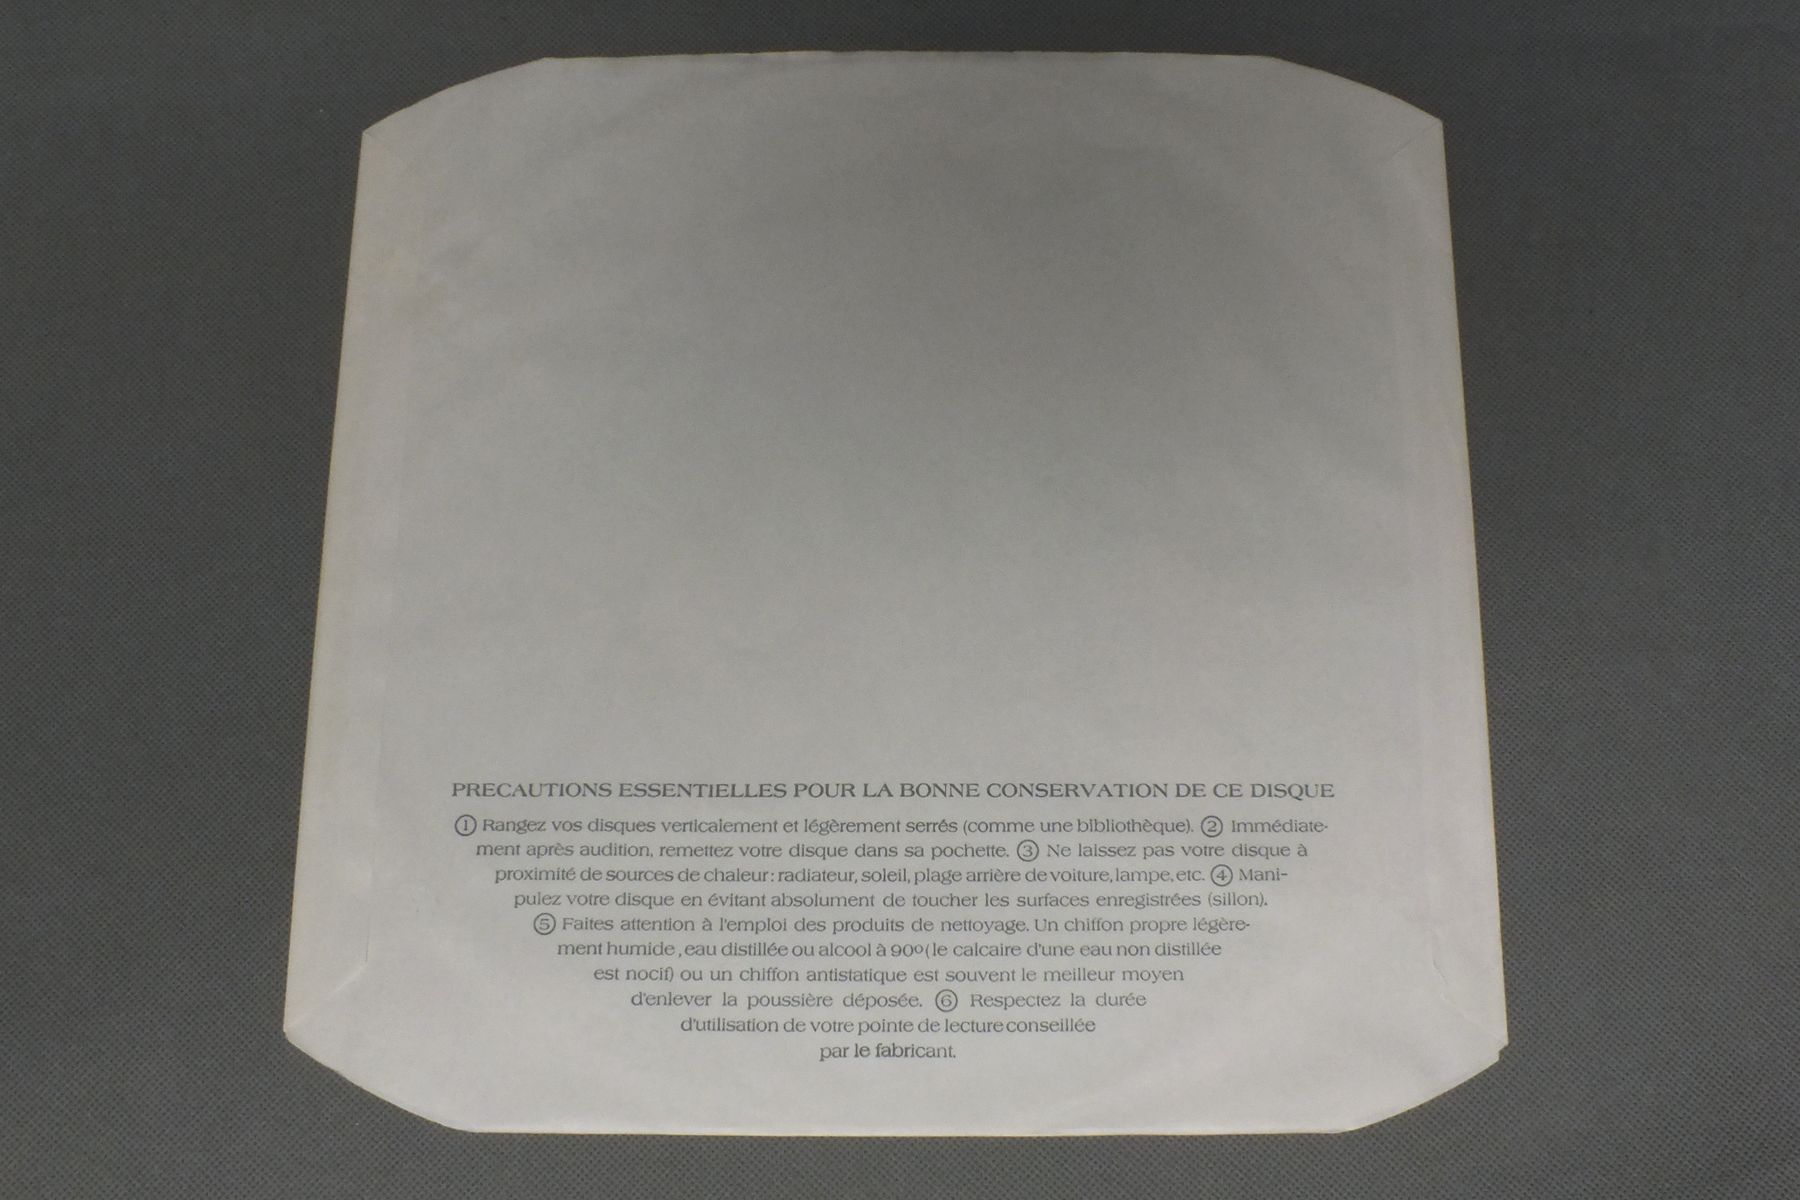 PRECAUTIONS ESSENTIELLES POUR LA BONNE CONSERVATION DE CE DISQUE
① Rangez vos disques verticalement et légèrement serrés (comme une bibliothèque). ② Immédiate-
ment après audition, remettez votre disque dans sa pochette. ③ Ne laissez pas votre disque à
proximité de sources de chaleur: radiateur, soleil, plage arrière de voiture, lampe, etc. ④ Mani-
pulez votre disque en évitant absolument de toucher les surfaces enregistrées (sillon).
⑤ Faites attention à l'emploi des produits de nettoyage. Un chiffon propre légère-
ment humide, eau distillée ou alcool à 90º (le calcaire d'une eau non distillée
est nocif) ou un chiffon antistatique est souvent le meilleur moyen
d'enlever la poussière déposée. ⑥ Respectez la durée
d'utilisation de votre pointe de lecture conseillée
par le fabricant.